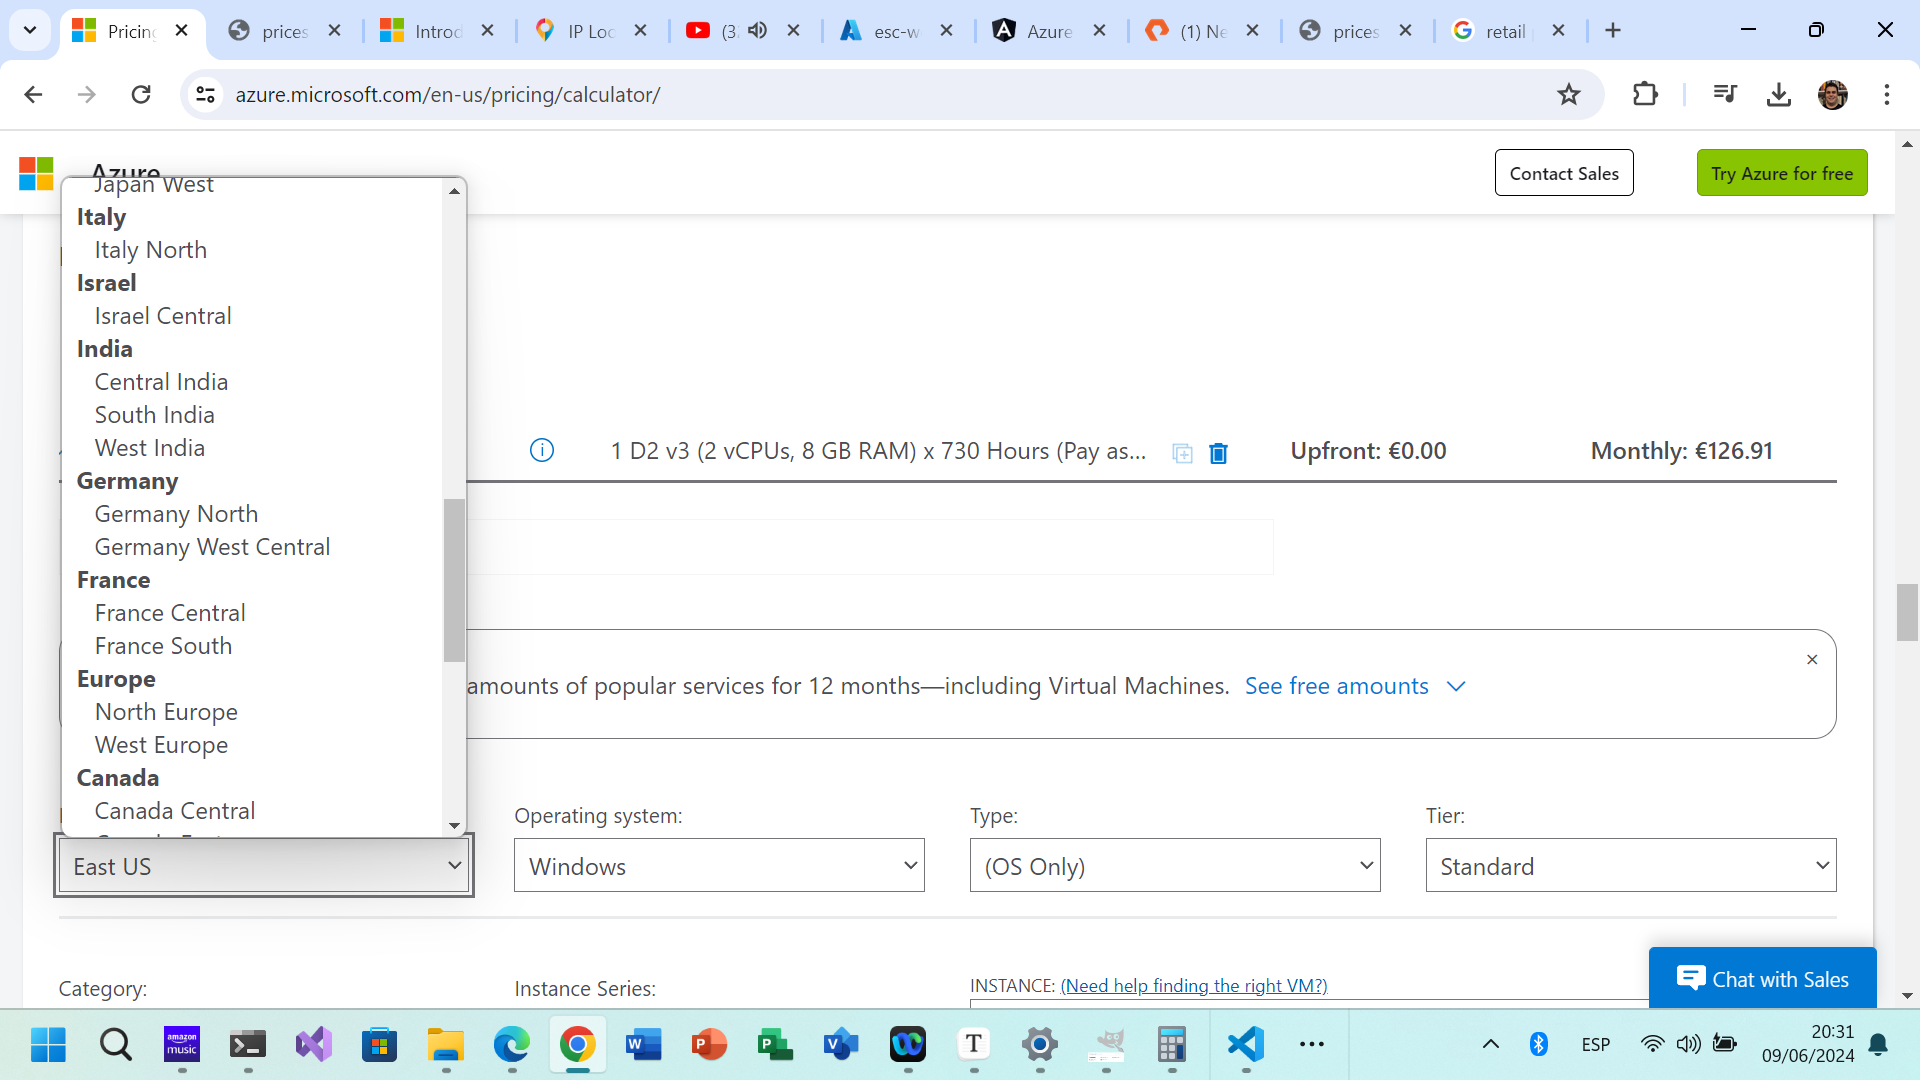 Pricing
prices
Introd
IP Loc
(3
esc-w
Azure
(1) Ne
prices
retail
azure.microsoft.com/en-us/pricing/calculator/
Azure
Contact Sales
Try Azure for free
Japan West
Italy
Italy North
Israel
Israel Central
India
Central India
South India
West India
Germany
Germany North
Germany West Central
France
France Central
France South
Europe
North Europe
West Europe
Canada
Canada Central
1 D2 v3 (2 vCPUs, 8 GB RAM) x 730 Hours (Pay as...
Upfront: €0.00
Monthly: €126.91
amounts of popular services for 12 months—including Virtual Machines. See free amounts
Operating system:
Type:
Tier:
East US
Windows
(OS Only)
Standard
Category:
Instance Series:
INSTANCE: (Need help finding the right VM?)
Chat with Sales
amazon music
ESP
20:31
09/06/2024